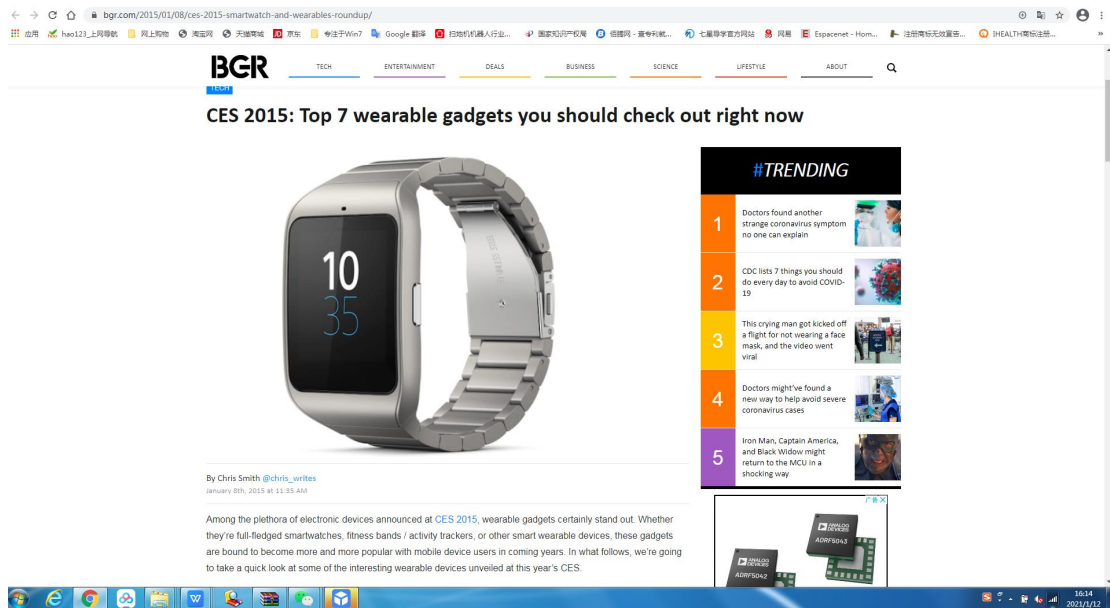 bgr.com/2015/01/08/ces-2015-smartwatch-and-wearables-roundup/
应用 hao123_上网导航 网上购物 淘宝网 天猫商城 京东 专注于Win7 Google 翻译 扫地机机器人行业... 国家知识产权局 佰腾网 - 查专利就... 七星导学官方网站 网易 Espacenet - Hom... 注册商标无效宣告... IHEALTH商标注册... »
BGR TECH ENTERTAINMENT DEALS BUSINESS SCIENCE LIFESTYLE ABOUT
TECH
CES 2015: Top 7 wearable gadgets you should check out right now
10
35
#TRENDING
1
Doctors found another
strange coronavirus symptom
no one can explain
2
CDC lists 7 things you should
do every day to avoid COVID-
19
3
This crying man got kicked off
a flight for not wearing a face
mask, and the video went
viral
4
Doctors might've found a
new way to help avoid severe
coronavirus cases
5
Iron Man, Captain America,
and Black Widow might
return to the MCU in a
shocking way
By Chris Smith @chris_writes
January 8th, 2015 at 11:35 AM
Among the plethora of electronic devices announced at CES 2015, wearable gadgets certainly stand out. Whether
they're full-fledged smartwatches, fitness bands / activity trackers, or other smart wearable devices, these gadgets
are bound to become more and more popular with mobile device users in coming years. In what follows, we're going
to take a quick look at some of the interesting wearable devices unveiled at this year's CES.
广告
ANALOG
DEVICES
ADRF5043
ANALOG
DEVICES
ADRF5042
16:14
2021/1/12